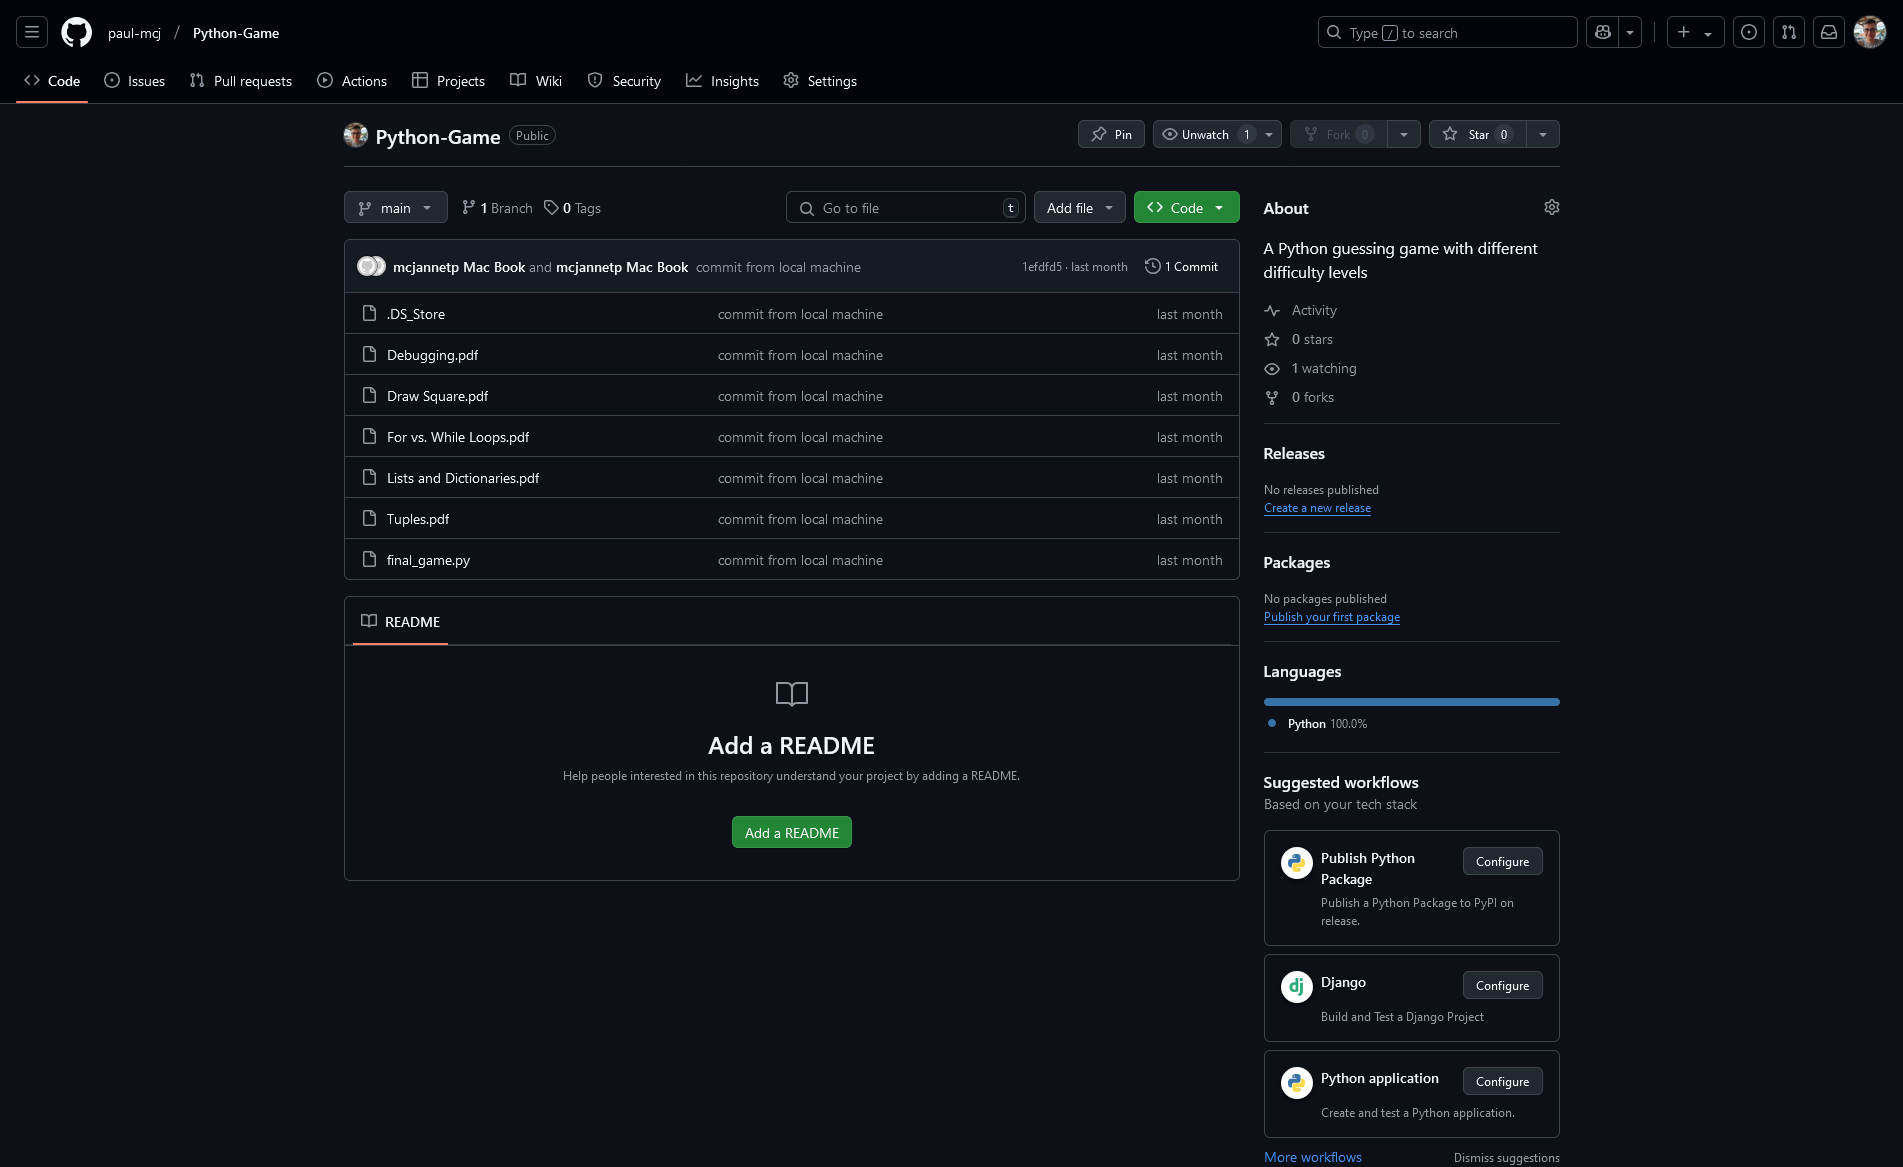 paul-mcj / Python-Game
Type / to search
Code
Issues
Pull requests
Actions
Projects
Wiki
Security
Insights
Settings
Python-Game Public
Pin
Unwatch 1
Fork 0
Star 0
main
1 Branch
0 Tags
Go to file t
Add file
Code
mcjannetp Mac Book and mcjannetp Mac Book commit from local machine 1efdfd5 · last month 1 Commit
.DS_Store commit from local machine last month
Debugging.pdf commit from local machine last month
Draw Square.pdf commit from local machine last month
For vs. While Loops.pdf commit from local machine last month
Lists and Dictionaries.pdf commit from local machine last month
Tuples.pdf commit from local machine last month
final_game.py commit from local machine last month
README
Add a README
Help people interested in this repository understand your project by adding a README.
Add a README
About
A Python guessing game with different
difficulty levels
Activity
0 stars
1 watching
0 forks
Releases
No releases published
Create a new release
Packages
No packages published
Publish your first package
Languages
Python 100.0%
Suggested workflows
Based on your tech stack
Publish Python
Package
Configure
Publish a Python Package to PyPI on
release.
dj
Django
Configure
Build and Test a Django Project
Python application
Configure
Create and test a Python application.
More workflows
Dismiss suggestions